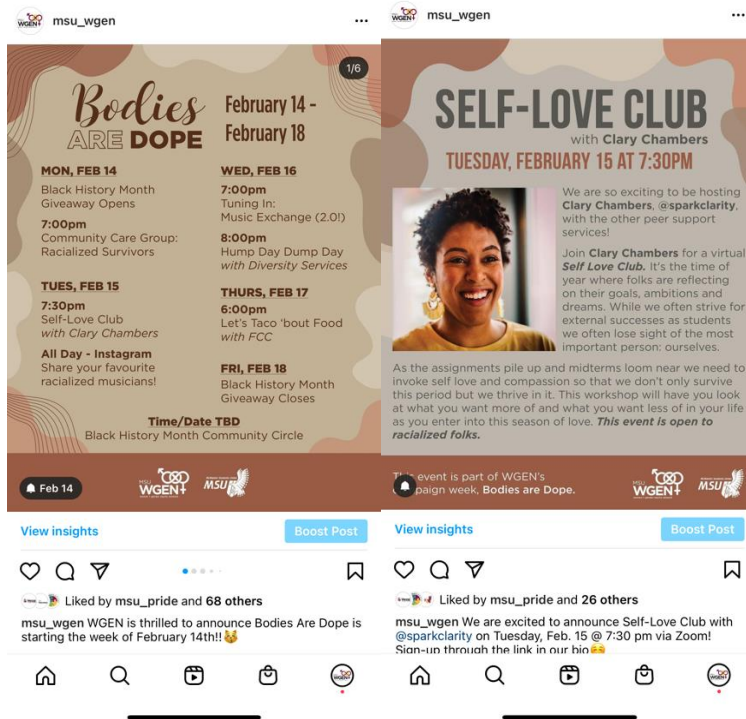 msu_wgen
1/6
Bodies
ARE DOPE
February 14 -
February 18
MON, FEB 14
Black History Month
Giveaway Opens
7:00pm
Community Care Group:
Racialized Survivors
TUES, FEB 15
7:30pm
Self-Love Club
with Clary Chambers
All Day - Instagram
Share your favourite
racialized musicians!
WED, FEB 16
7:00pm
Tuning In:
Music Exchange (2.0!)
8:00pm
Hump Day Dump Day
with Diversity Services
THURS, FEB 17
6:00pm
Let's Taco 'bout Food
with FCC
FRI, FEB 18
Black History Month
Giveaway Closes
Time/Date TBD
Black History Month Community Circle
Feb 14
MSU
WGEN+
MSU
View insights
Boost Post
Liked by msu_pride and 68 others
msu_wgen WGEN is thrilled to announce Bodies Are Dope is
starting the week of February 14th!!
msu_wgen
SELF-LOVE CLUB
with Clary Chambers
TUESDAY, FEBRUARY 15 AT 7:30PM
We are so exciting to be hosting
Clary Chambers, @sparkclarity,
with the other peer support
services!
Join Clary Chambers for a virtual
Self Love Club. It's the time of
year where folks are reflecting
on their goals, ambitions and
dreams. While we often strive for
external successes as students
we often lose sight of the most
important person: ourselves.
As the assignments pile up and midterms loom near we need to
invoke self love and compassion so that we don't only survive
this period but we thrive in it. This workshop will have you look
at what you want more of and what you want less of in your life
as you enter into this season of love. This event is open to
racialized folks.
event is part of WGEN's
paign week, Bodies are Dope.
MSU
WGEN+
MSU
View insights
Boost Post
Liked by msu_pride and 26 others
msu_wgen We are excited to announce Self-Love Club with
@sparkclarity on Tuesday, Feb. 15 @ 7:30 pm via Zoom!
Sign-up through the link in our bio